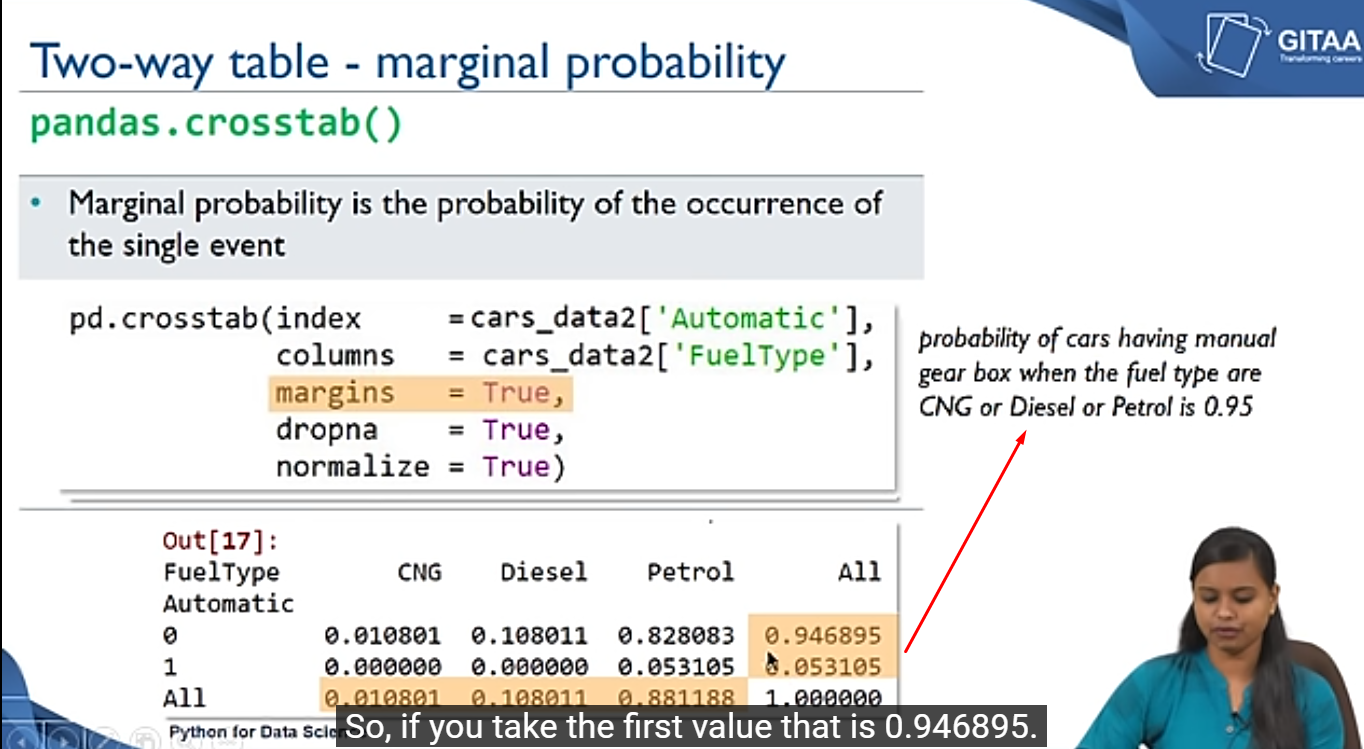 Two-way table - marginal probability
GITAA
Transforming careers
pandas.crosstab()
• Marginal probability is the probability of the occurrence of
the single event
pd.crosstab(index =cars_data2['Automatic'],
columns = cars_data2['FuelType'],
margins = True,
dropna = True,
normalize = True)
probability of cars having manual
gear box when the fuel type are
CNG or Diesel or Petrol is 0.95
Out[17]:
FuelType CNG Diesel Petrol All
Automatic
0 0.010801 0.108011 0.828083 0.946895
1 0.000000 0.000000 0.053105 0.053105
All 0.010801 0.108011 0.881188 1.000000
Python for Data Scien
So, if you take the first value that is 0.946895.